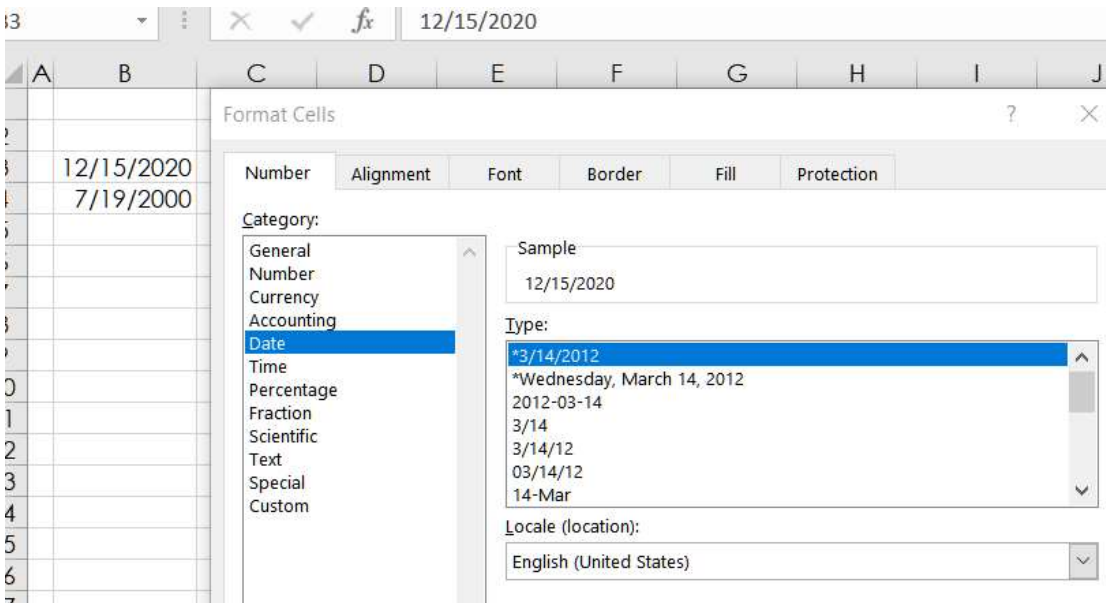 33 fx 12/15/2020
A B C D E F G H I J
Format Cells ? ×
12/15/2020
7/19/2000
Number Alignment Font Border Fill Protection
Category:
General
Number
Currency
Accounting
Date
Time
Percentage
Fraction
Scientific
Text
Special
Custom
Sample
12/15/2020
Type:
*3/14/2012
*Wednesday, March 14, 2012
2012-03-14
3/14
3/14/12
03/14/12
14-Mar
Locale (location):
English (United States)